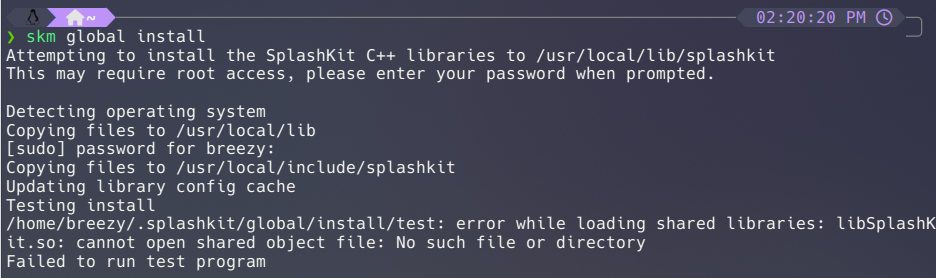 ~ 02:20:20 PM
❯ skm global install
Attempting to install the SplashKit C++ libraries to /usr/local/lib/splashkit
This may require root access, please enter your password when prompted.
Detecting operating system
Copying files to /usr/local/lib
[sudo] password for breezy:
Copying files to /usr/local/include/splashkit
Updating library config cache
Testing install
/home/breezy/.splashkit/global/install/test: error while loading shared libraries: libSplashK
it.so: cannot open shared object file: No such file or directory
Failed to run test program